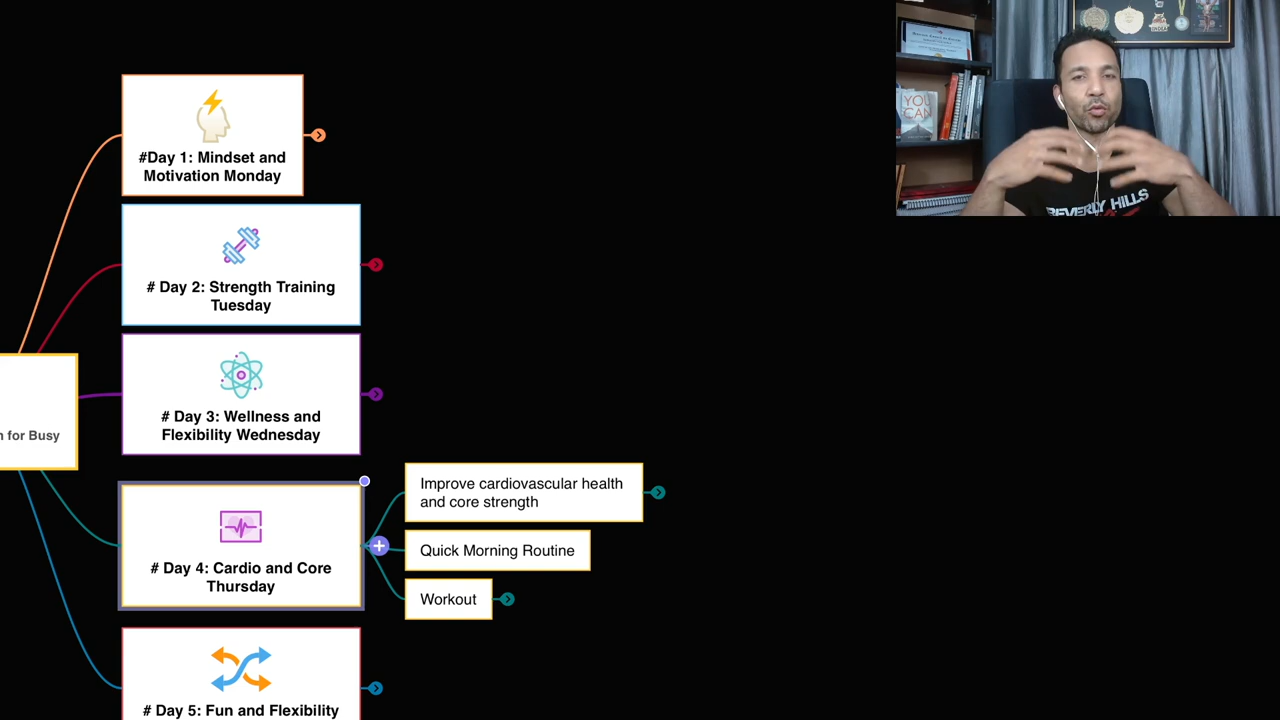 #Day 1: Mindset and
Motivation Monday
# Day 2: Strength Training
Tuesday
# Day 3: Wellness and
Flexibility Wednesday
for Busy
# Day 4: Cardio and Core
Thursday
Improve cardiovascular health
and core strength
Quick Morning Routine
Workout
# Day 5: Fun and Flexibility
YOU
CAN
BEVERLY HILLS